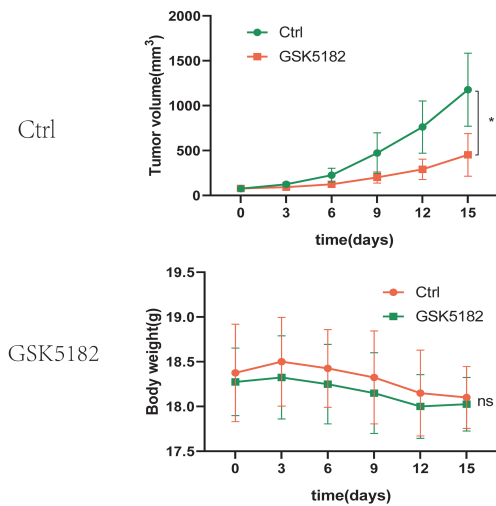 Ctrl
GSK5182
Tumor volume(mm³)
2000
1500
1000
500
0
Ctrl
GSK5182
*
0 3 6 9 12 15
time(days)
Body weight(g)
19.5
19.0
18.5
18.0
17.5
Ctrl
GSK5182
ns
0 3 6 9 12 15
time(days)